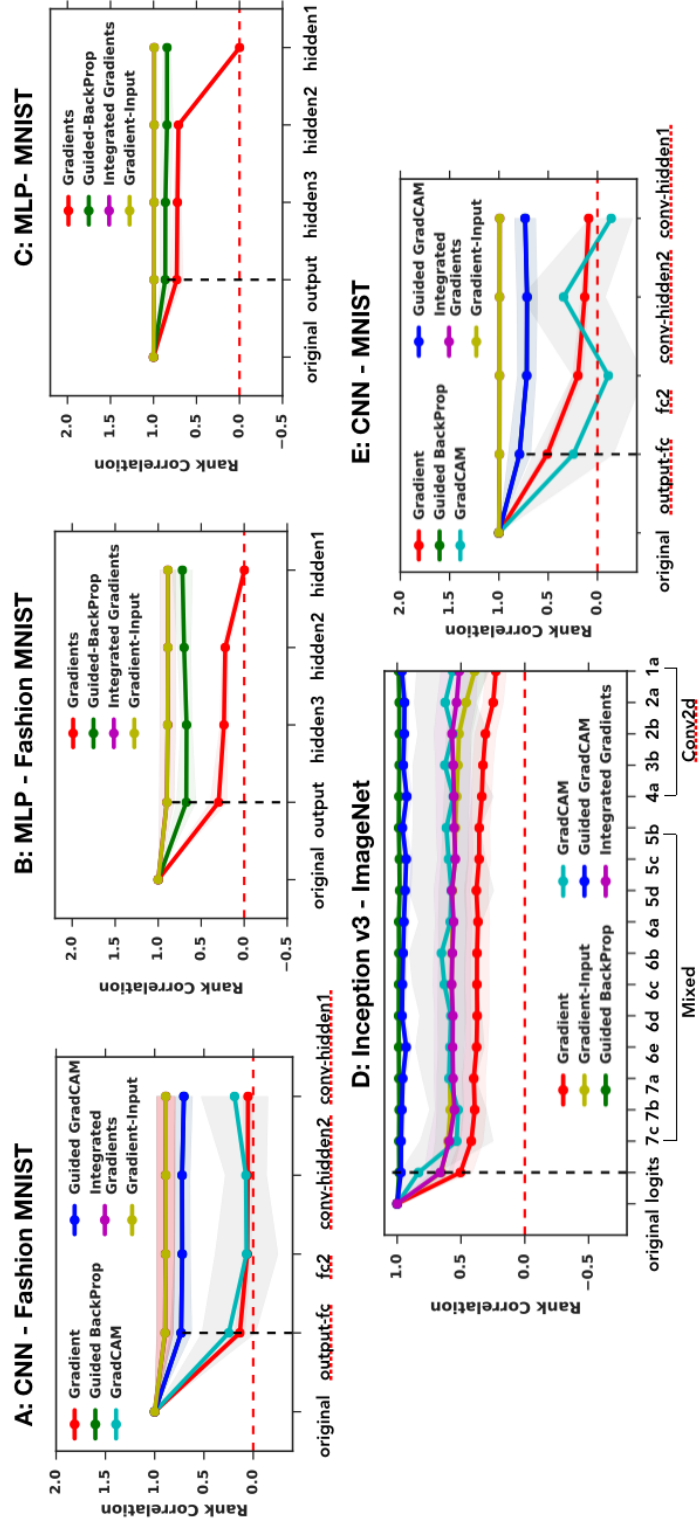 A: CNN - Fashion MNIST
2.0
1.5
1.0
0.5
0.0
Rank Correlation
Gradient
Guided BackProp
GradCAM
Guided GradCAM
Integrated
Gradients
Gradient-Input
original output-fc fc2 conv-hidden2 conv-hidden1
B: MLP - Fashion MNIST
2.0
1.5
1.0
0.5
0.0
−0.5
Rank Correlation
Gradients
Guided-BackProp
Integrated Gradients
Gradient-Input
original output hidden3 hidden2 hidden1
C: MLP- MNIST
2.0
1.5
1.0
0.5
0.0
−0.5
Rank Correlation
Gradients
Guided-BackProp
Integrated Gradients
Gradient-Input
original output hidden3 hidden2 hidden1
D: Inception v3 - ImageNet
1.0
0.5
0.0
−0.5
Rank Correlation
Gradient
Gradient-Input
Guided BackProp
GradCAM
Guided GradCAM
Integrated Gradients
original logits 7c 7b 7a 6e 6d 6c 6b 6a 5d 5c 5b 4a 3b 2b 2a 1a
Mixed Conv2d
E: CNN - MNIST
2.0
1.5
1.0
0.5
0.0
Rank Correlation
Gradient
Guided BackProp
GradCAM
Guided GradCAM
Integrated
Gradients
Gradient-Input
original output-fc fc2 conv-hidden2 conv-hidden1